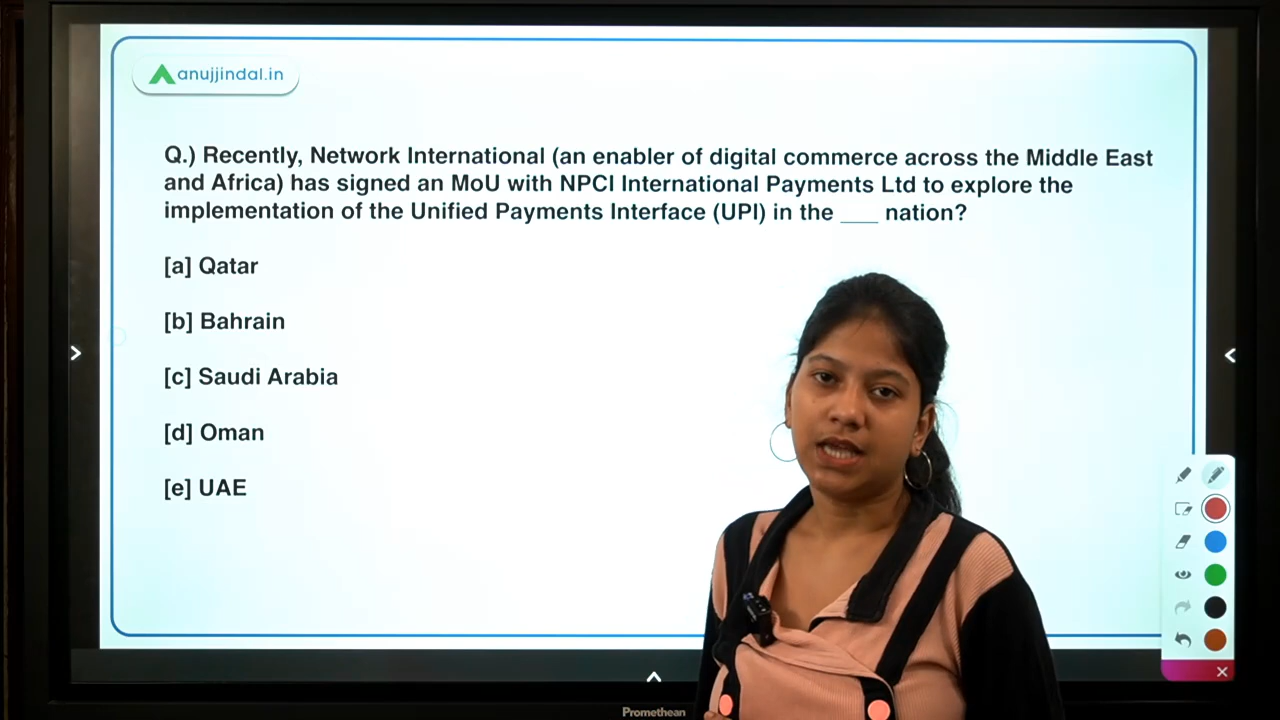 anujjindal.in
Q.) Recently, Network International (an enabler of digital commerce across the Middle East
and Africa) has signed an MoU with NPCI International Payments Ltd to explore the
implementation of the Unified Payments Interface (UPI) in the ___ nation?
[a] Qatar
[b] Bahrain
[c] Saudi Arabia
[d] Oman
[e] UAE
Promethean